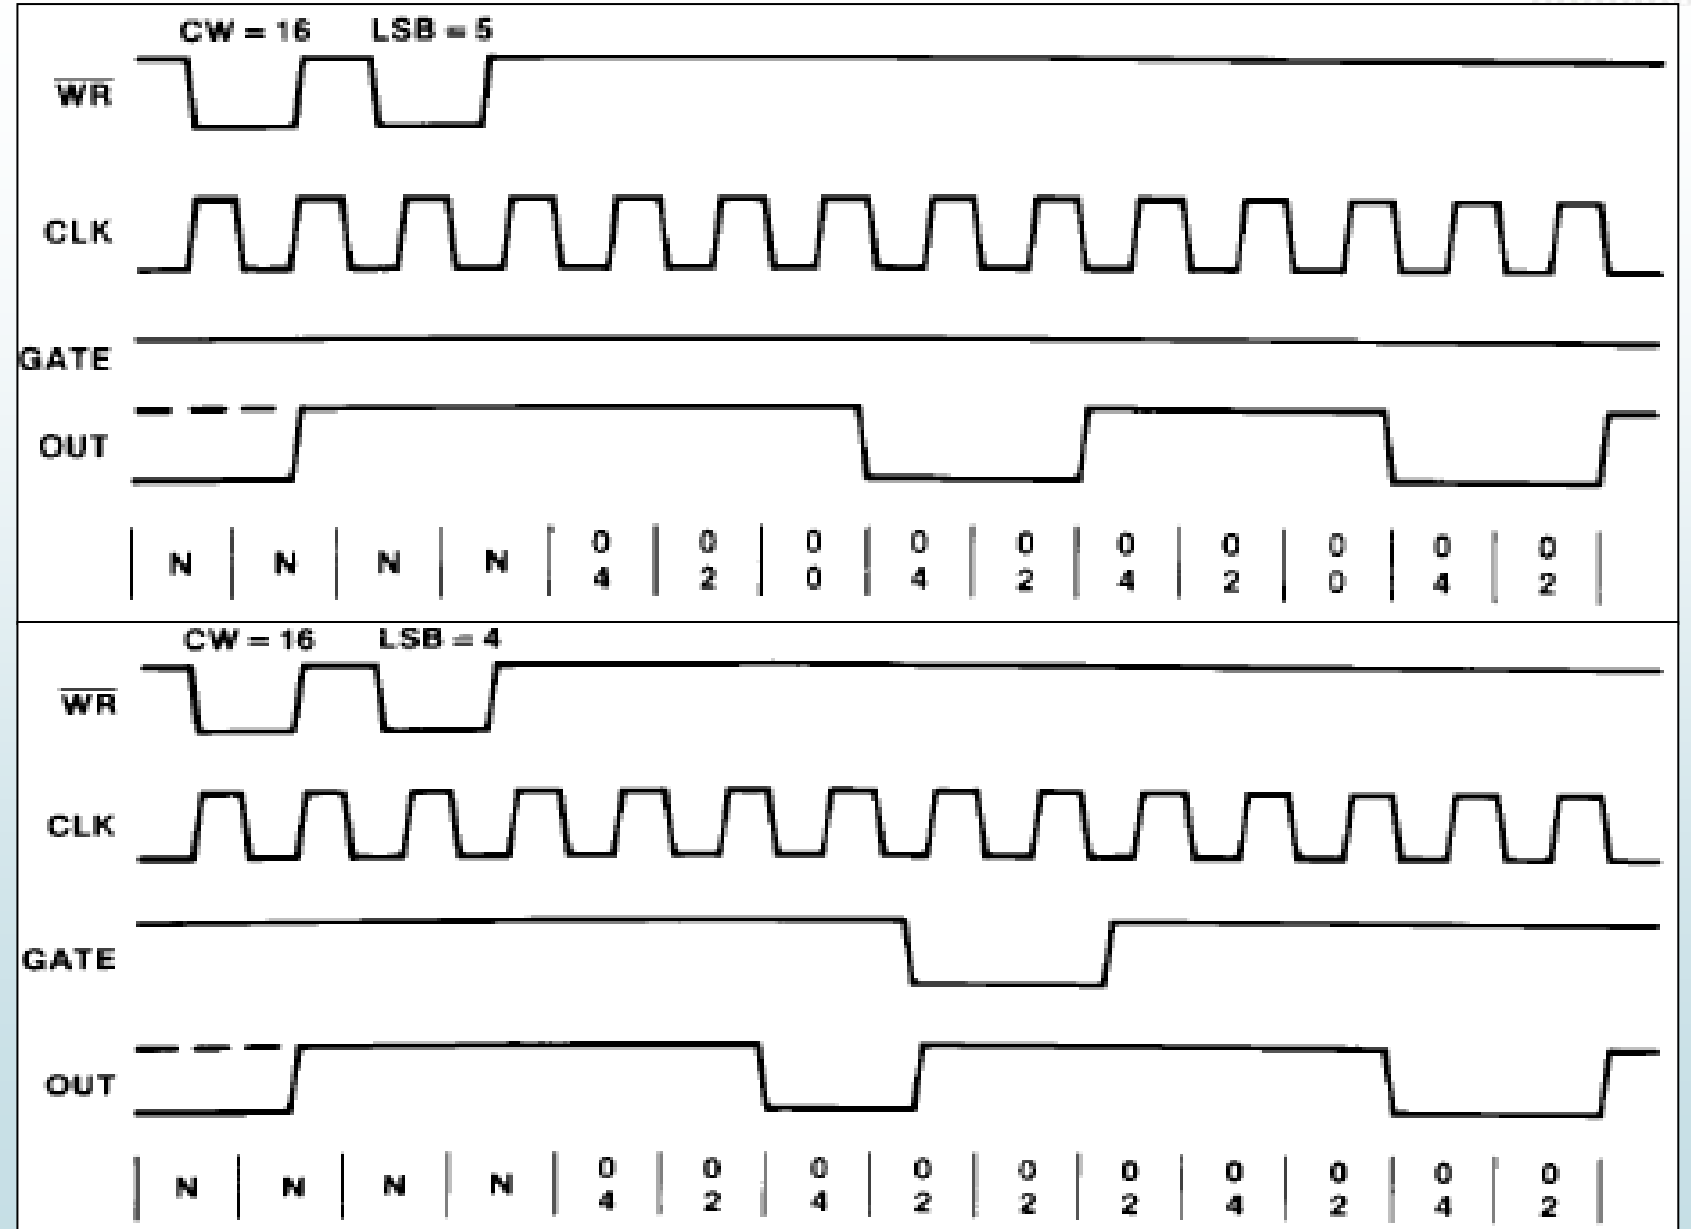 CW = 16 LSB = 5
WR
CLK
GATE
OUT
N N N N 0 0 0 0 0 0 0 0 0 0
4 2 0 4 2 4 2 0 4 2
CW = 16 LSB = 4
WR
CLK
GATE
OUT
N N N N 0 0 0 0 0 0 0 0 0 0
4 2 4 2 2 2 4 2 4 2